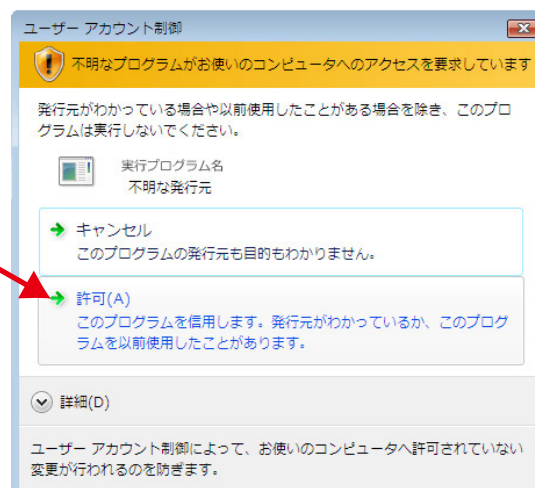 ユーザー アカウント制御
不明なプログラムがお使いのコンピュータへのアクセスを要求しています
発行元がわかっている場合や以前使用したことがある場合を除き、このプロ
グラムは実行しないでください。
実行プログラム名
不明な発行元
キャンセル
このプログラムの発行元も目的もわかりません。
許可(A)
このプログラムを信用します。発行元がわかっているか、このプログ
ラムを以前使用したことがあります。
詳細(D)
ユーザー アカウント制御によって、お使いのコンピュータへ許可されていない
変更が行われるのを防ぎます。